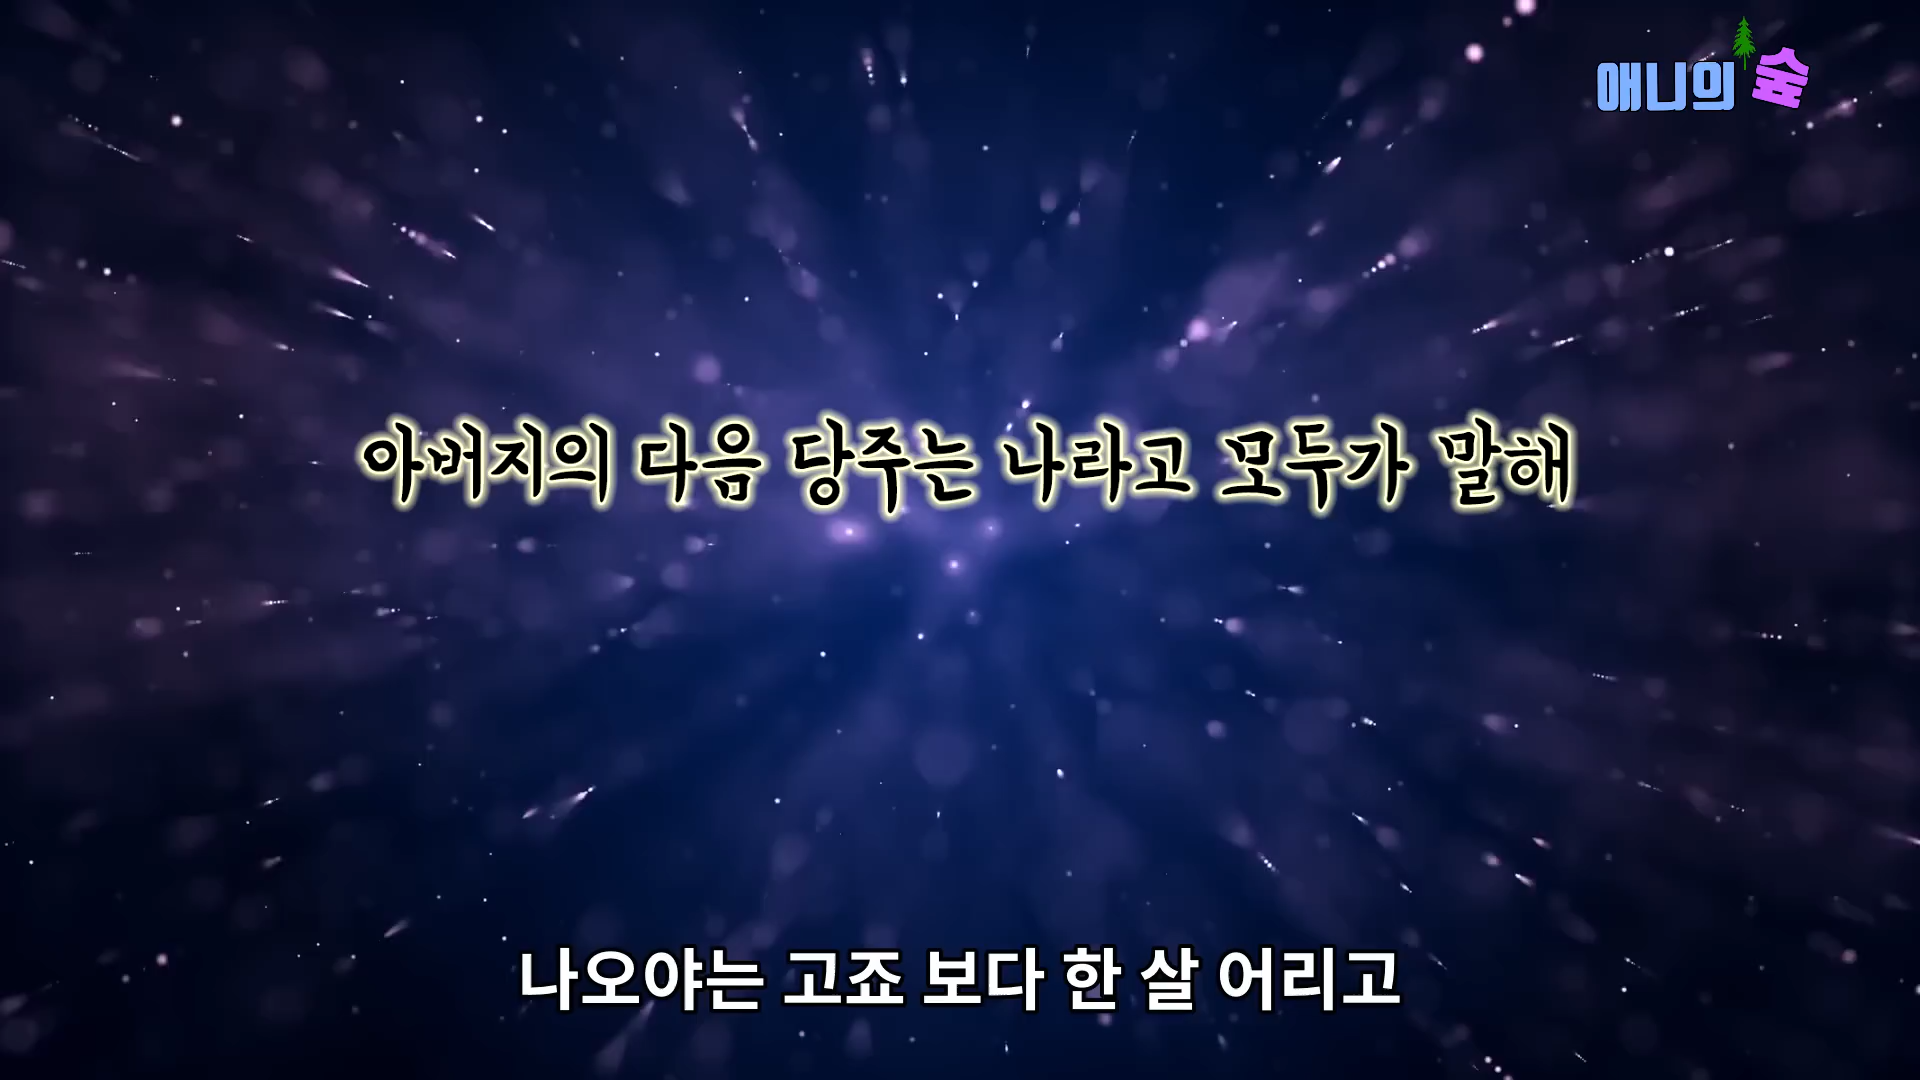 애니의 숲
아버지의 다음 당주는 나라고 모두가 말해
나오야는 고죠 보다 한 살 어리고